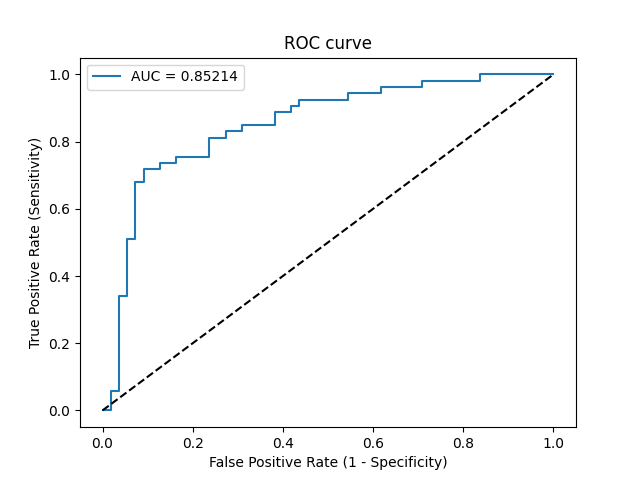 ROC curve
AUC = 0.85214
True Positive Rate (Sensitivity)
1.0
0.8
0.6
0.4
0.2
0.0
0.0 0.2 0.4 0.6 0.8 1.0
False Positive Rate (1 - Specificity)